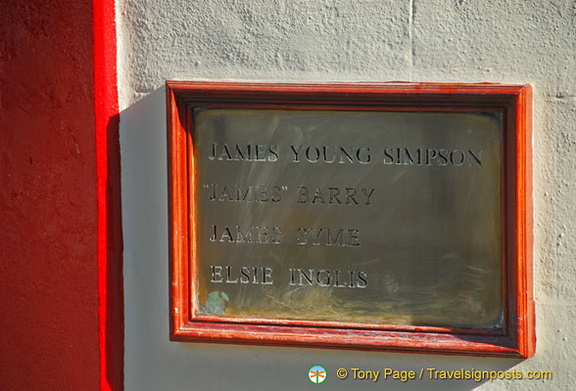 JAMES YOUNG SIMPSON
"JAMES" BARRY
JAMES SYME
ELSIE INGLIS
© Tony Page / Travelsignposts.com